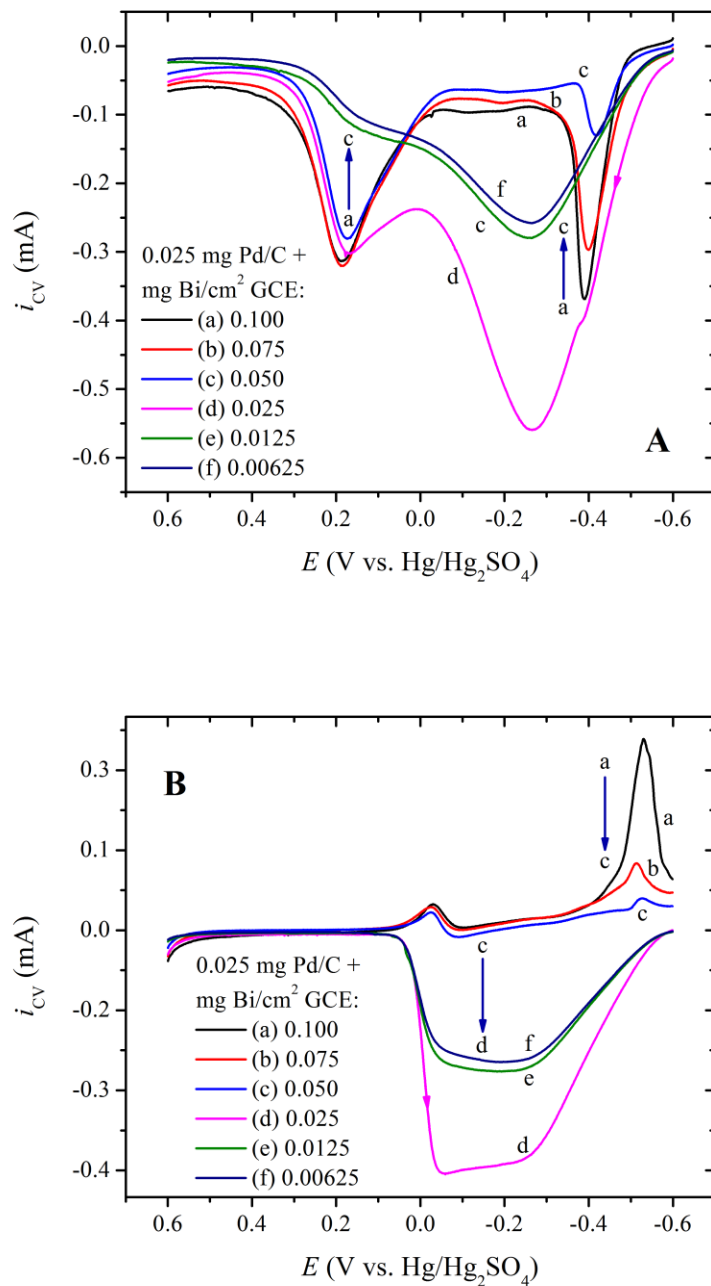 0.0
-0.1
-0.2
-0.3
-0.4
-0.5
-0.6
i_CV (mA)
c
c
b
a
a
f
c
c
d
a
0.025 mg Pd/C +
mg Bi/cm² GCE:
(a) 0.100
(b) 0.075
(c) 0.050
(d) 0.025
(e) 0.0125
(f) 0.00625
A
0.6 0.4 0.2 0.0 -0.2 -0.4 -0.6
E (V vs. Hg/Hg₂SO₄)
0.3
0.1
0.0
-0.2
-0.3
-0.4
i_CV (mA)
B
a
a
c
b
c
c
d
f
e
d
0.025 mg Pd/C +
mg Bi/cm² GCE:
(a) 0.100
(b) 0.075
(c) 0.050
(d) 0.025
(e) 0.0125
(f) 0.00625
0.6 0.4 0.2 0.0 -0.2 -0.4 -0.6
E (V vs. Hg/Hg₂SO₄)